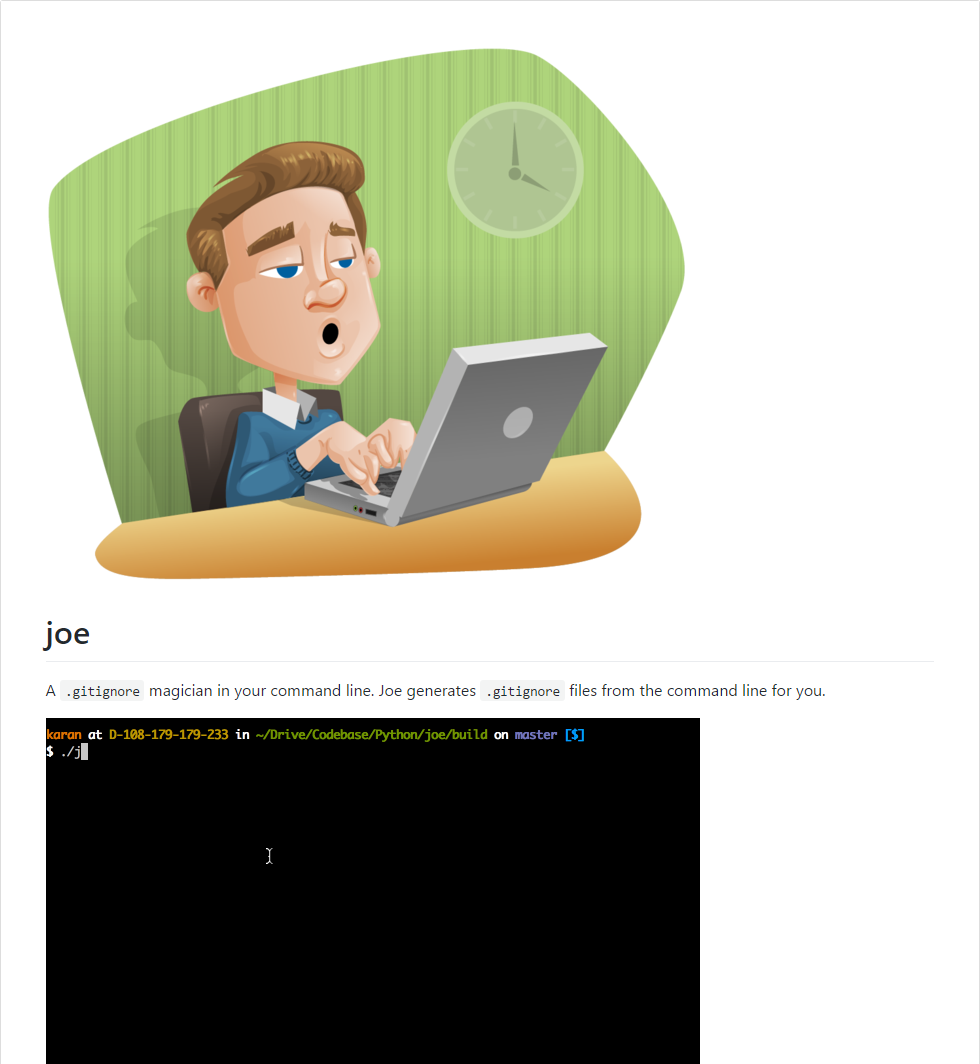 joe
A .gitignore magician in your command line. Joe generates .gitignore files from the command line for you.
karan at D-108-179-179-233 in ~/Drive/Codebase/Python/joe/build on master [$]
$ ./j